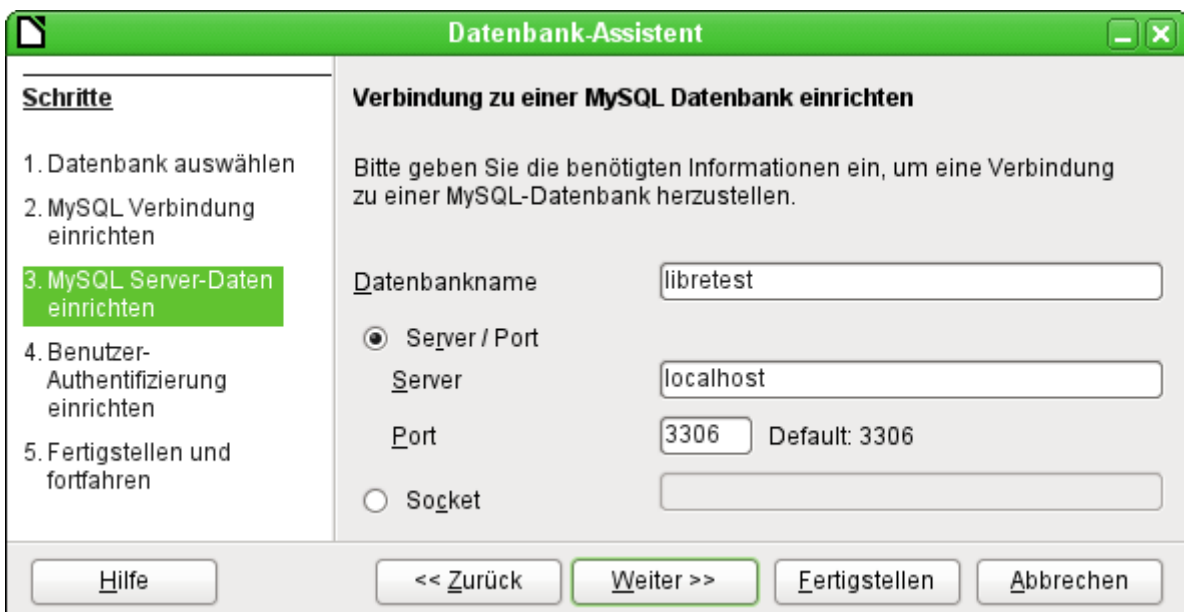 Datenbank-Assistent
Schritte
1. Datenbank auswählen
2. MySQL Verbindung
einrichten
3. MySQL Server-Daten
einrichten
4. Benutzer-
Authentifizierung
einrichten
5. Fertigstellen und
fortfahren
Verbindung zu einer MySQL Datenbank einrichten
Bitte geben Sie die benötigten Informationen ein, um eine Verbindung
zu einer MySQL-Datenbank herzustellen.
Datenbankname libretest
Server / Port
Server localhost
Port 3306 Default: 3306
Socket
Hilfe << Zurück Weiter >> Fertigstellen Abbrechen